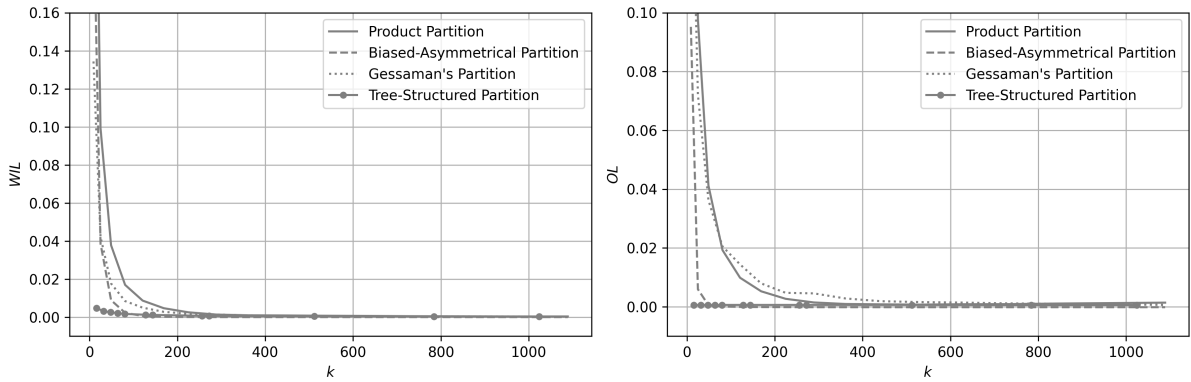 0.16
0.14
0.12
0.10
0.08
0.06
0.04
0.02
0.00
WIL
0 200 400 600 800 1000
k
Product Partition
Biased-Asymmetrical Partition
Gessaman's Partition
Tree-Structured Partition
0.10
0.08
0.06
0.04
0.02
0.00
OL
0 200 400 600 800 1000
k
Product Partition
Biased-Asymmetrical Partition
Gessaman's Partition
Tree-Structured Partition